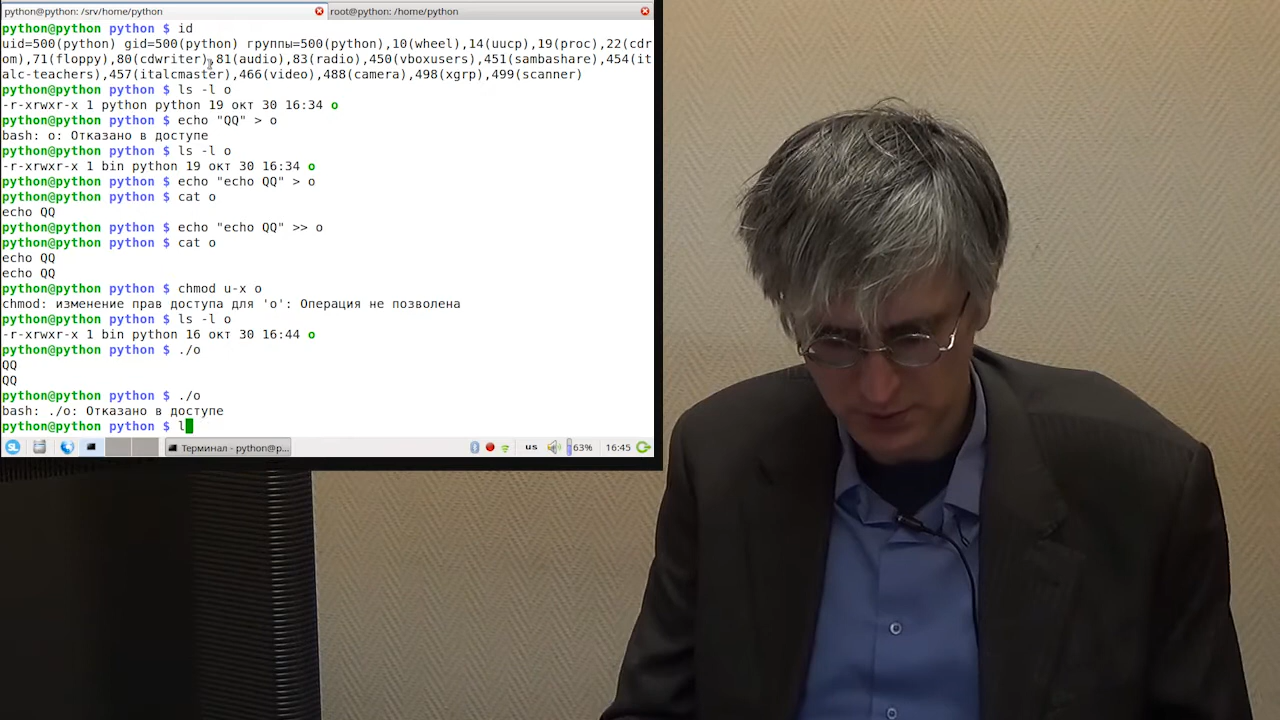 python@python: /srv/home/python
root@python: /home/python
python@python python $ id
uid=500(python) gid=500(python) группы=500(python),10(wheel),14(uucp),19(proc),22(cdr
om),71(floppy),80(cdwriter),81(audio),83(radio),450(vboxusers),451(sambashare),454(it
alc-teachers),457(italcmaster),466(video),488(camera),498(xgrp),499(scanner)
python@python python $ ls -l o
-r-xrwxr-x 1 python python 19 окт 30 16:34 o
python@python python $ echo "QQ" > o
bash: o: Отказано в доступе
python@python python $ ls -l o
-r-xrwxr-x 1 bin python 19 окт 30 16:34 o
python@python python $ echo "echo QQ" > o
python@python python $ cat o
echo QQ
python@python python $ echo "echo QQ" >> o
python@python python $ cat o
echo QQ
echo QQ
python@python python $ chmod u-x o
chmod: изменение прав доступа для 'o': Операция не позволена
python@python python $ ls -l o
-r-xrwxr-x 1 bin python 16 окт 30 16:44 o
python@python python $ ./o
QQ
QQ
python@python python $ ./o
bash: ./o: Отказано в доступе
python@python python $ l
Терминал - python@p...
us
63%
16:45